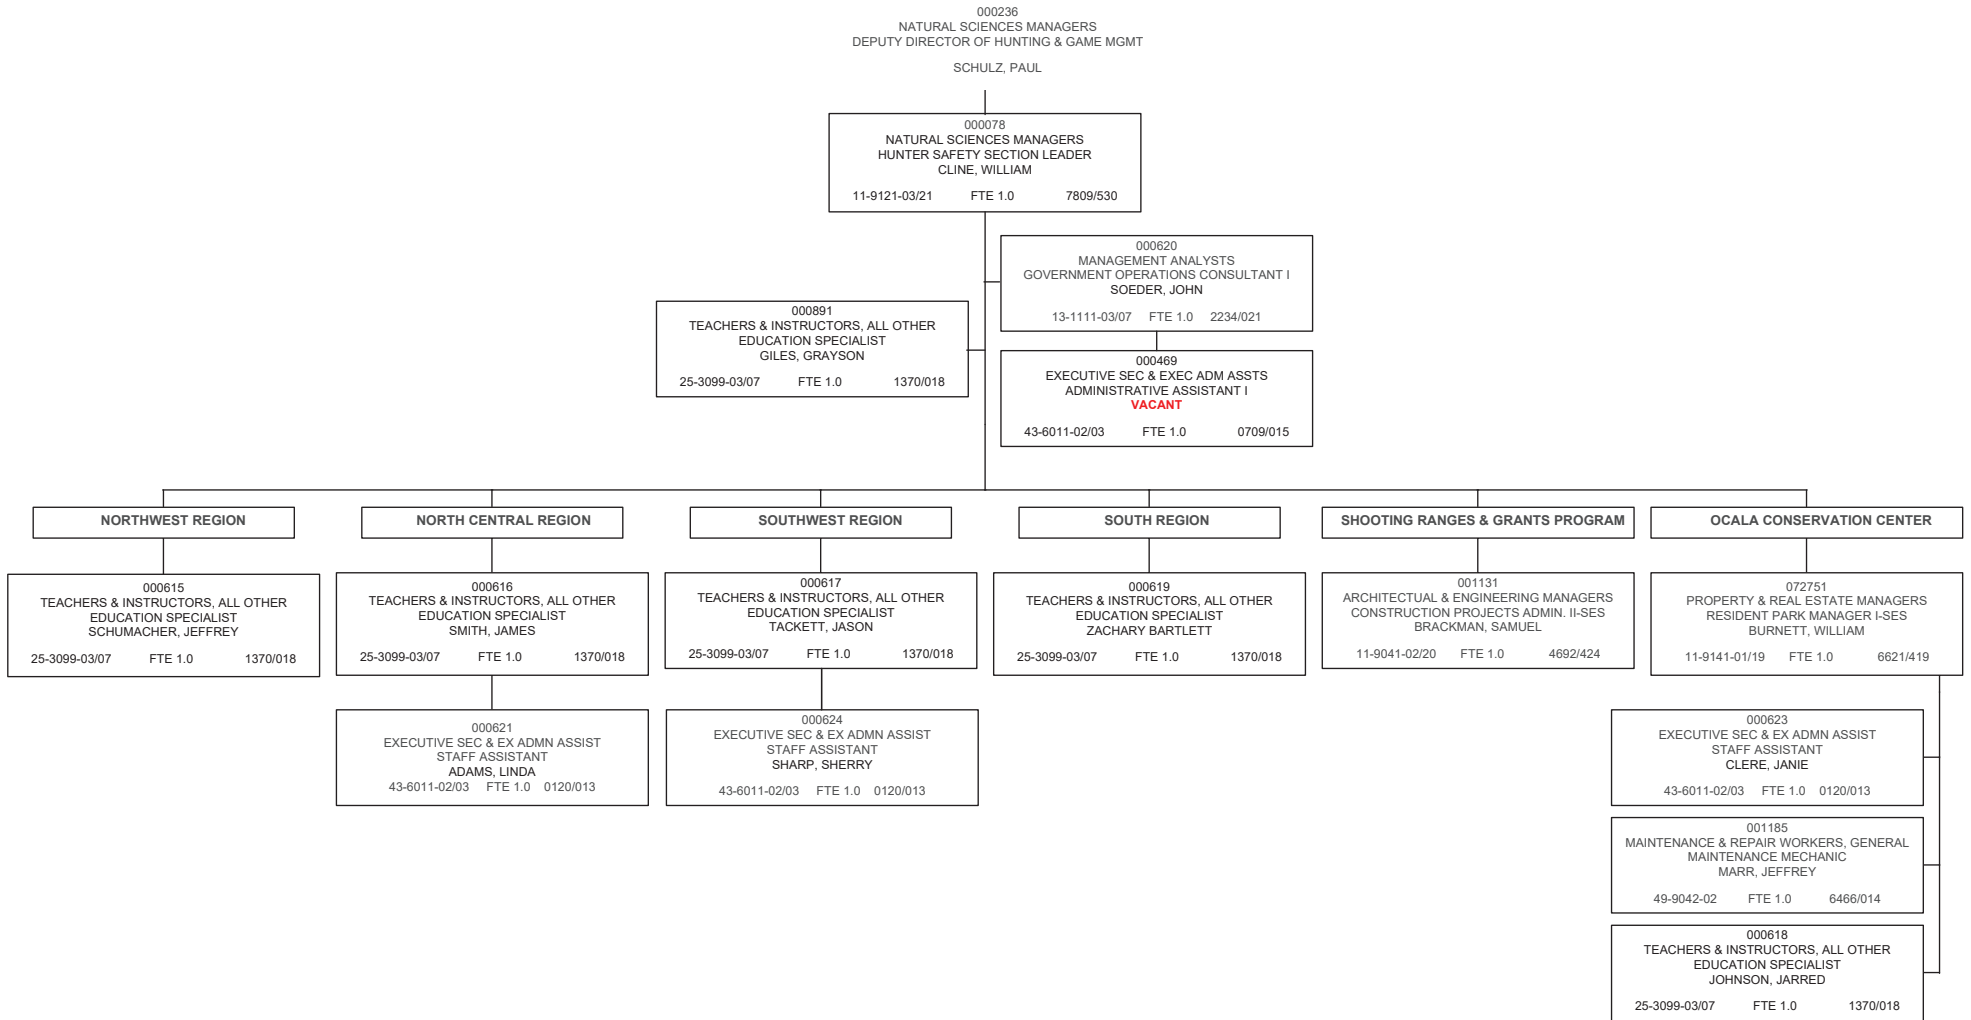 000236
NATURAL SCIENCES MANAGERS
DEPUTY DIRECTOR OF HUNTING & GAME MGMT
SCHULZ, PAUL
000078
NATURAL SCIENCES MANAGERS
HUNTER SAFETY SECTION LEADER
CLINE, WILLIAM
11-9121-03/21 FTE 1.0 7809/530
000620
MANAGEMENT ANALYSTS
GOVERNMENT OPERATIONS CONSULTANT I
SOEDER, JOHN
13-1111-03/07 FTE 1.0 2234/021
000891
TEACHERS & INSTRUCTORS, ALL OTHER
EDUCATION SPECIALIST
GILES, GRAYSON
25-3099-03/07 FTE 1.0 1370/018
000469
EXECUTIVE SEC & EXEC ADM ASSTS
ADMINISTRATIVE ASSISTANT I
VACANT
43-6011-02/03 FTE 1.0 0709/015
NORTHWEST REGION
000615
TEACHERS & INSTRUCTORS, ALL OTHER
EDUCATION SPECIALIST
SCHUMACHER, JEFFREY
25-3099-03/07 FTE 1.0 1370/018
NORTH CENTRAL REGION
000616
TEACHERS & INSTRUCTORS, ALL OTHER
EDUCATION SPECIALIST
SMITH, JAMES
25-3099-03/07 FTE 1.0 1370/018
000621
EXECUTIVE SEC & EX ADMN ASSIST
STAFF ASSISTANT
ADAMS, LINDA
43-6011-02/03 FTE 1.0 0120/013
SOUTHWEST REGION
000617
TEACHERS & INSTRUCTORS, ALL OTHER
EDUCATION SPECIALIST
TACKETT, JASON
25-3099-03/07 FTE 1.0 1370/018
000624
EXECUTIVE SEC & EX ADMN ASSIST
STAFF ASSISTANT
SHARP, SHERRY
43-6011-02/03 FTE 1.0 0120/013
SOUTH REGION
000619
TEACHERS & INSTRUCTORS, ALL OTHER
EDUCATION SPECIALIST
ZACHARY BARTLETT
25-3099-03/07 FTE 1.0 1370/018
SHOOTING RANGES & GRANTS PROGRAM
001131
ARCHITECTUAL & ENGINEERING MANAGERS
CONSTRUCTION PROJECTS ADMIN. II-SES
BRACKMAN, SAMUEL
11-9041-02/20 FTE 1.0 4692/424
OCALA CONSERVATION CENTER
072751
PROPERTY & REAL ESTATE MANAGERS
RESIDENT PARK MANAGER I-SES
BURNETT, WILLIAM
11-9141-01/19 FTE 1.0 6621/419
000623
EXECUTIVE SEC & EX ADMN ASSIST
STAFF ASSISTANT
CLERE, JANIE
43-6011-02/03 FTE 1.0 0120/013
001185
MAINTENANCE & REPAIR WORKERS, GENERAL
MAINTENANCE MECHANIC
MARR, JEFFREY
49-9042-02 FTE 1.0 6466/014
000618
TEACHERS & INSTRUCTORS, ALL OTHER
EDUCATION SPECIALIST
JOHNSON, JARRED
25-3099-03/07 FTE 1.0 1370/018